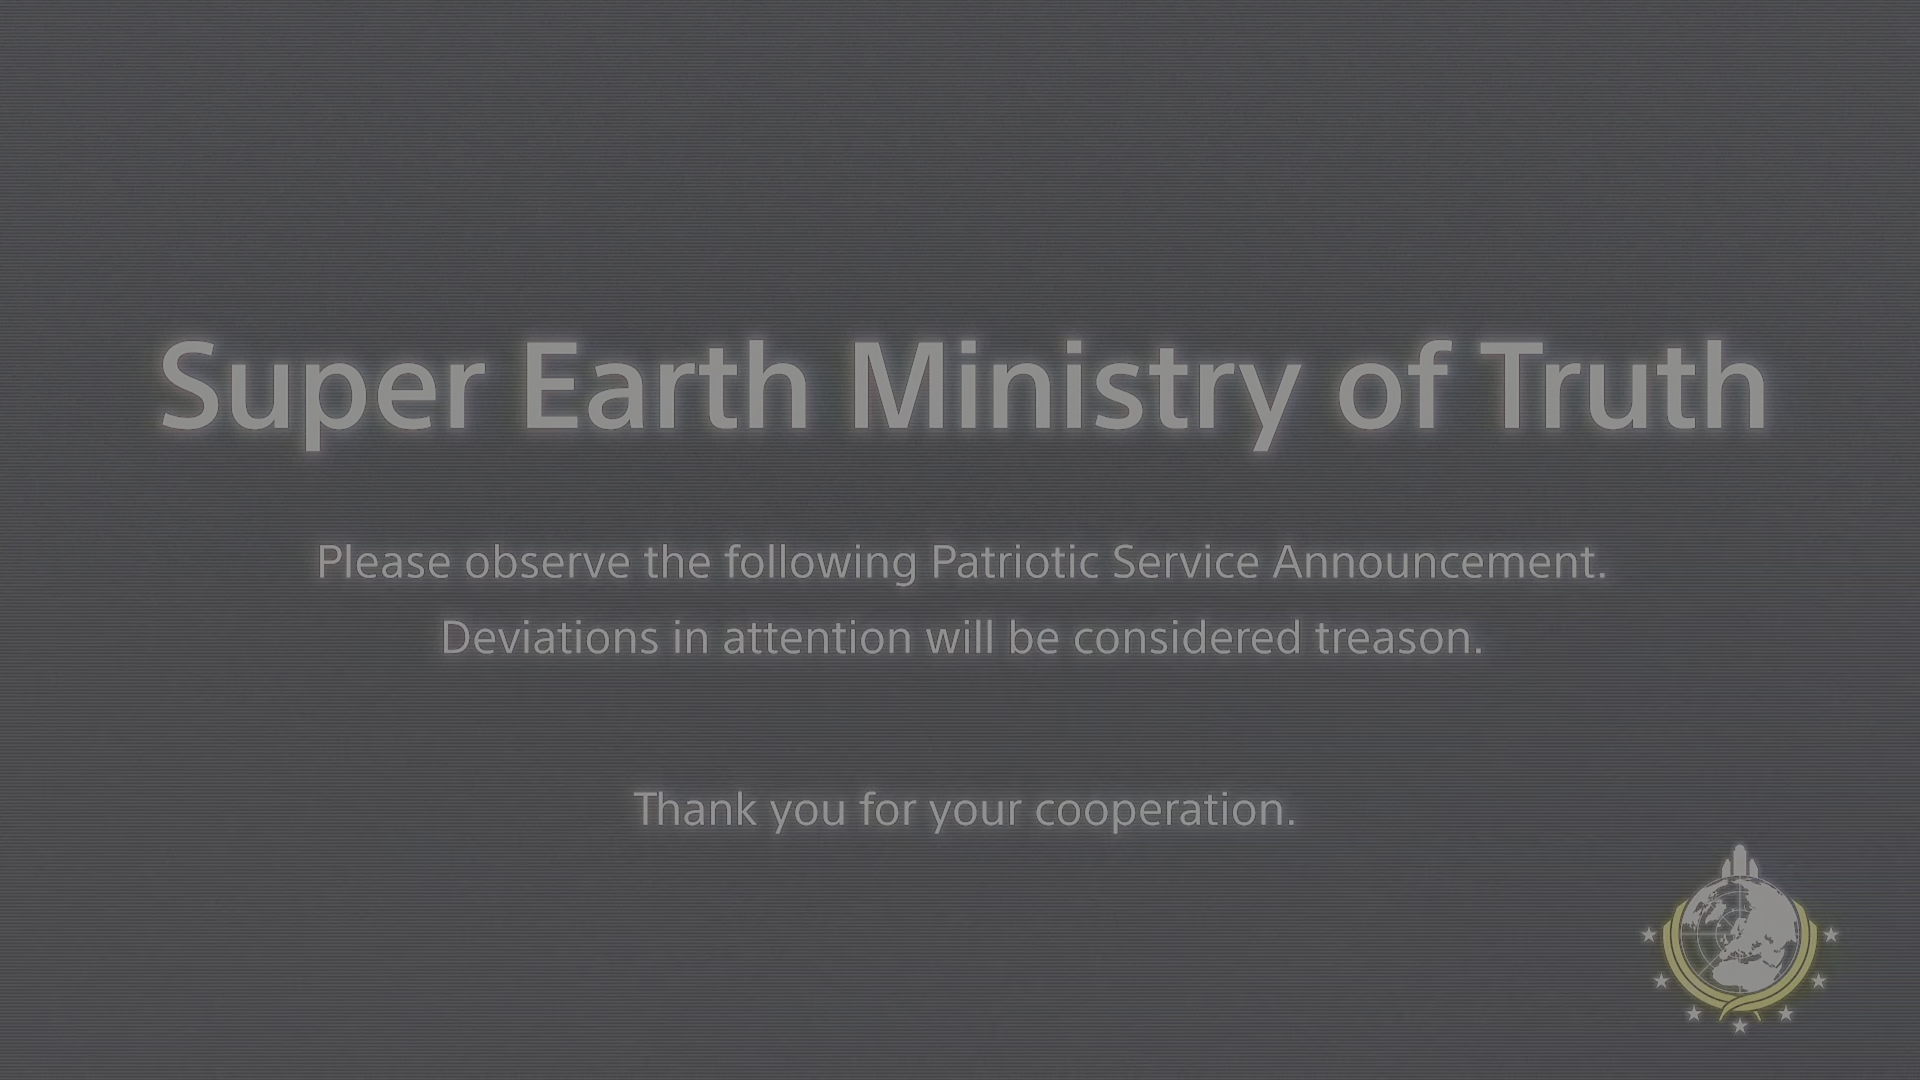 Super Earth Ministry of Truth
Please observe the following Patriotic Service Announcement.
Deviations in attention will be considered treason.
Thank you for your cooperation.